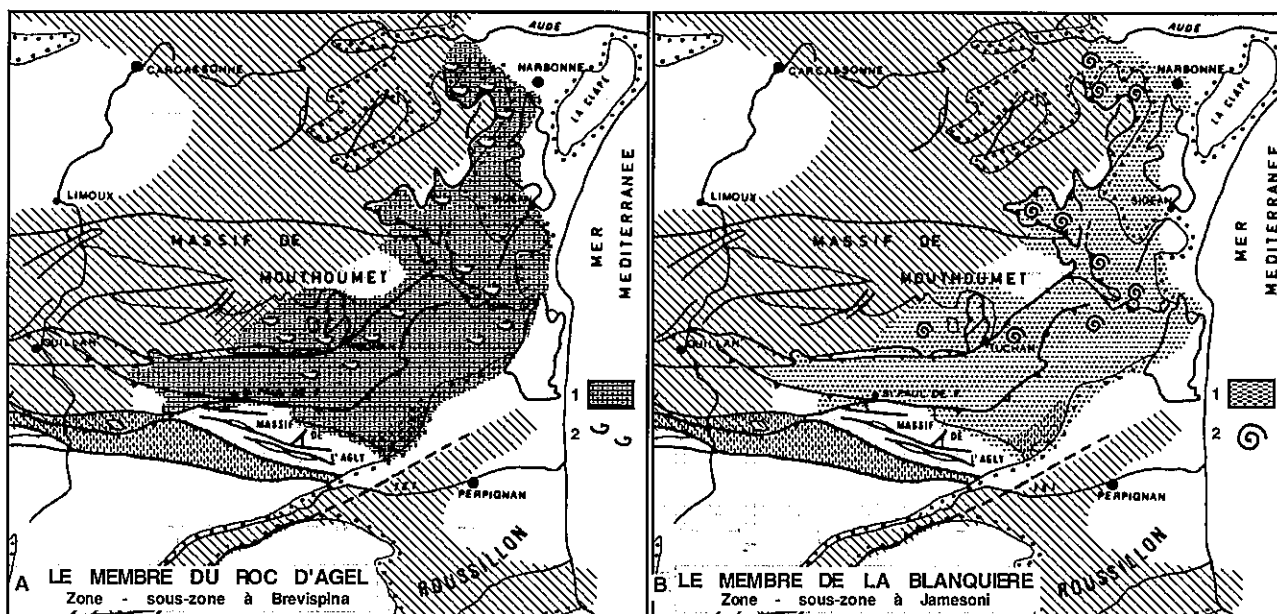 AUDE
CARCASSONNE
NARBONNE
LA CLAPE
LIMOUX
SIGEAN
MASSIF DE
MOUTHOUMET
MER
MEDITERRANEE
QUILLAN
1
ST PAUL DE F.
2
MASSIF
DE
L'AGLY
PERPIGNAN
ROUSSILLON
A LE MEMBRE DU ROC D'AGEL
Zone - sous-zone à Brevispina
AUDE
CARCASSONNE
NARBONNE
LA CLAPE
LIMOUX
SIGEAN
MASSIF DE
MOUTHOUMET
MER
MEDITERRANEE
QUILLAN
TUCHAN
1
ST PAUL DE F.
2
MASSIF
DE
L'AGLY
PERPIGNAN
ROUSSILLON
B LE MEMBRE DE LA BLANQUIERE
Zone - sous-zone à Jamesoni